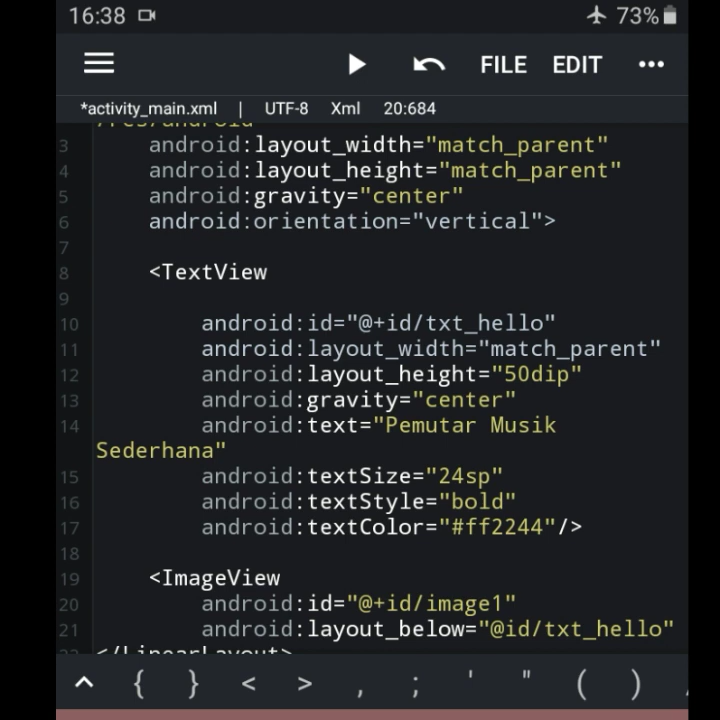 16:38 73%
FILE EDIT •••
*activity_main.xml | UTF-8 Xml 20:684
/res/android
3 android:layout_width="match_parent"
4 android:layout_height="match_parent"
5 android:gravity="center"
6 android:orientation="vertical">
7
8 <TextView
9
10 android:id="@+id/txt_hello"
11 android:layout_width="match_parent"
12 android:layout_height="50dip"
13 android:gravity="center"
14 android:text="Pemutar Musik
Sederhana"
15 android:textSize="24sp"
16 android:textStyle="bold"
17 android:textColor="#ff2244"/>
18
19 <ImageView
20 android:id="@+id/image1"
21 android:layout_below="@id/txt_hello"
</LinearLayout>
{ } < > , ; ' " ( )